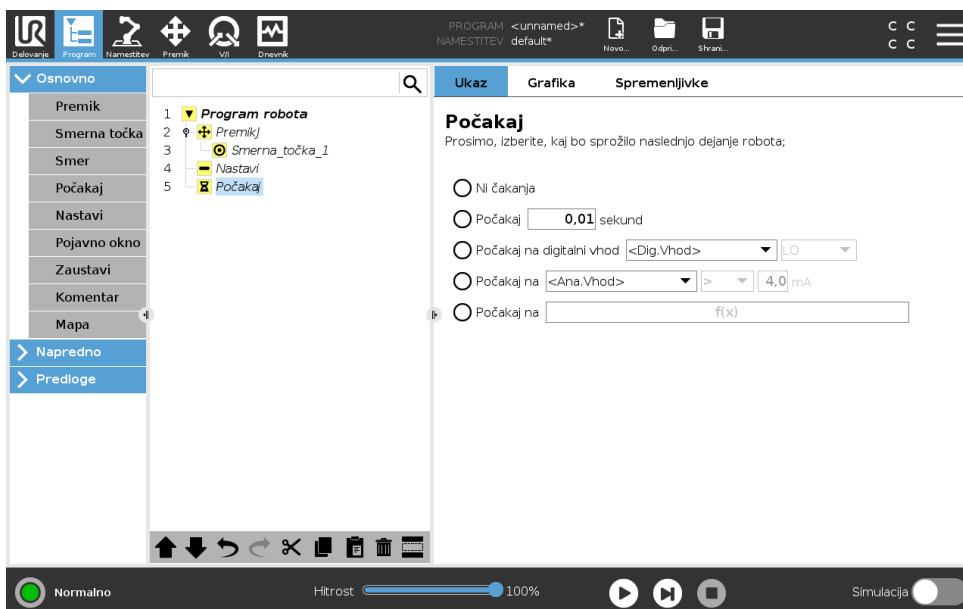 UR
PROGRAM <unnamed>*
NAMESTITEV default*
Delovanje Program Namestitev Premik V/I Dnevnik Novo... Odpri... Shrani...
C C
C C
Osnovno
Premik
Smerna točka
Smer
Počakaj
Nastavi
Pojavno okno
Zaustavi
Komentar
Mapa
Napredno
Predloge
1 Program robota
2 PremikJ
3 Smerna_točka_1
4 Nastavi
5 Počakaj
Ukaz Grafika Spremenljivke
Počakaj
Prosimo, izberite, kaj bo sprožilo naslednjo dejanje robota;
Ni čakanja
Počakaj 0,01 sekund
Počakaj na digitalni vhod <Dig.Vhod> LO
Počakaj na <Ana.Vhod> > 4,0 mA
Počakaj na f(x)
Normalno Hitrost 100% Simulacija